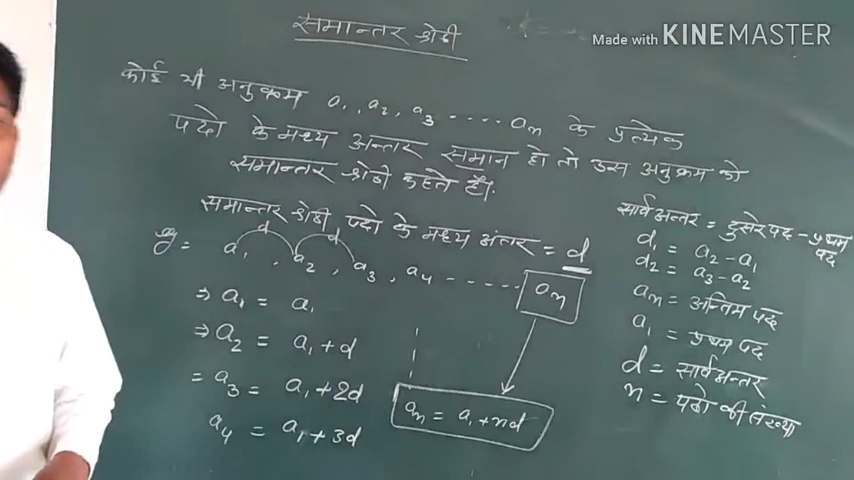 समान्तर श्रेढी
Made with KINEMASTER
कोई भी अनुक्रम a₁, a₂, a₃ ..... aₙ के प्रत्येक
पदो के मध्य अन्तर समान हो तो उस अनुक्रम को
समान्तर श्रेढी कहते हैं।
समान्तर श्रेढी पदो के मध्य अंतर = d
d d
eg = a₁, a₂, a₃, a₄ ------ aₙ
⇒ a₁ = a₁
⇒ a₂ = a₁+d
= a₃ = a₁+2d
a₄ = a₁+3d
aₙ = a₁+nd
सार्वअन्तर = दुसरे पद - प्रथम
पद
d₁ = a₂-a₁
d₂ = a₃-a₂
aₙ = अन्तिम पद
a₁ = प्रथम पद
d = सार्वअन्तर
n = पदो की संख्या